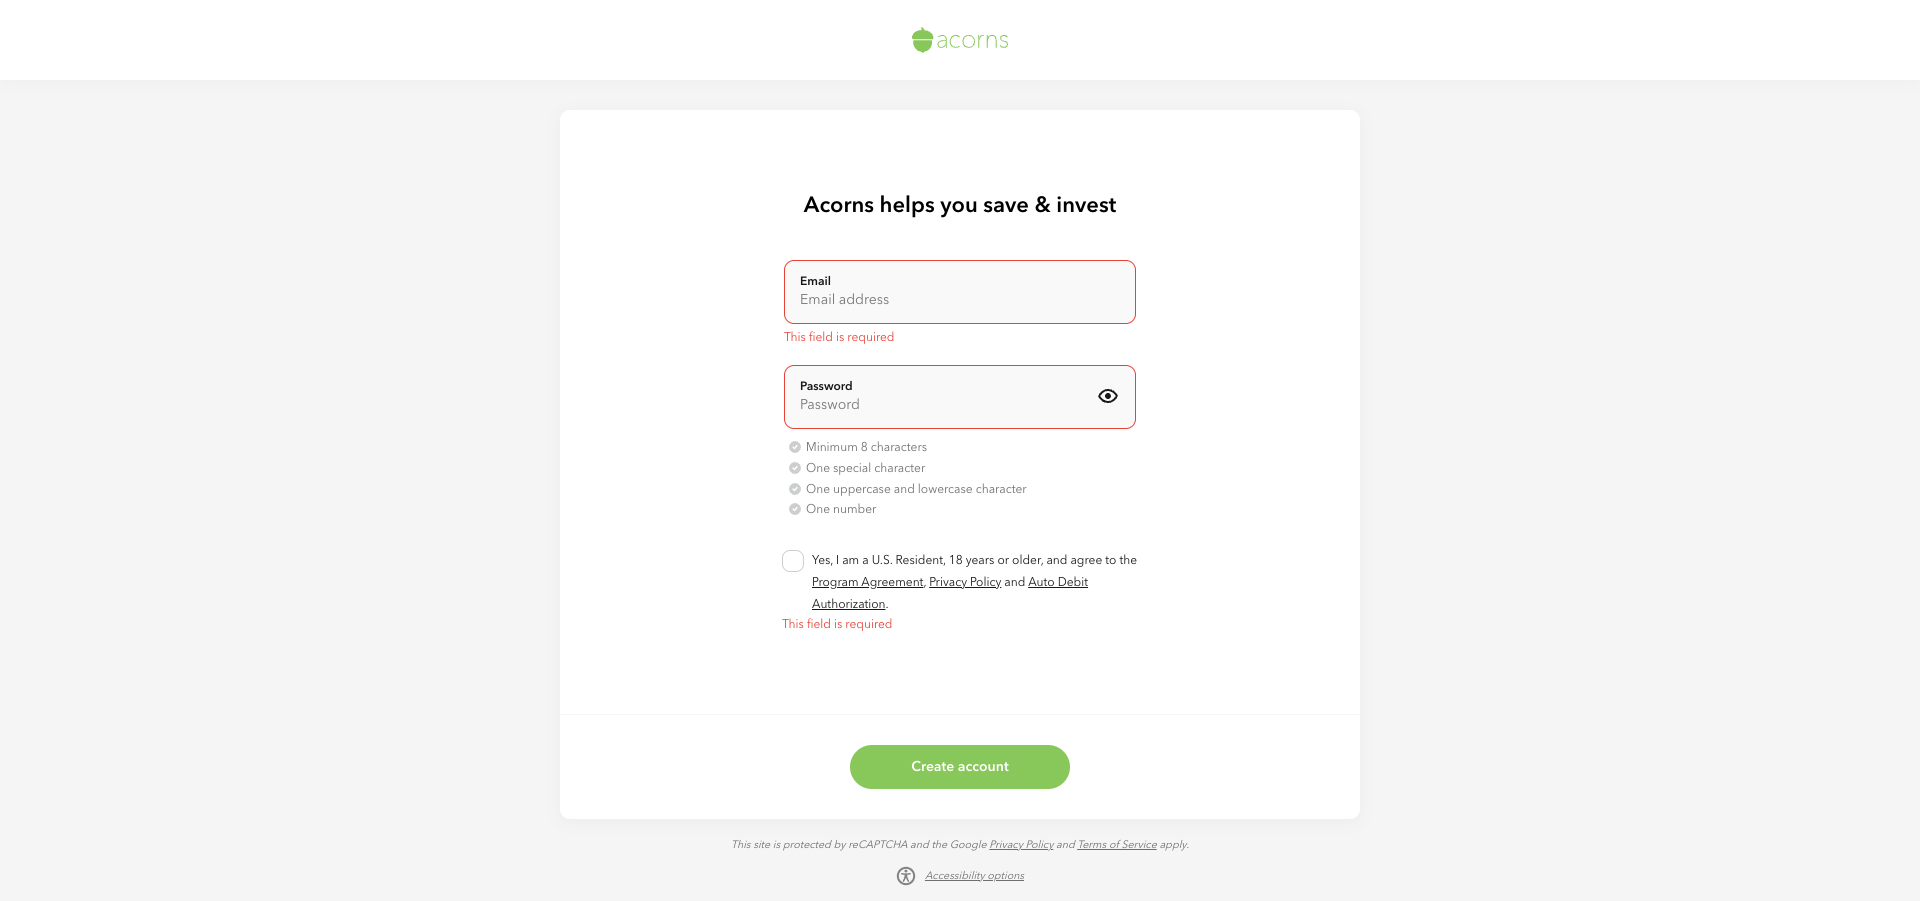 acorns
Acorns helps you save & invest
Email
Email address
This field is required
Password
Password
Minimum 8 characters
One special character
One uppercase and lowercase character
One number
Yes, I am a U.S. Resident, 18 years or older, and agree to the
Program Agreement, Privacy Policy and Auto Debit
Authorization.
This field is required
Create account
This site is protected by reCAPTCHA and the Google Privacy Policy and Terms of Service apply.
Accessibility options